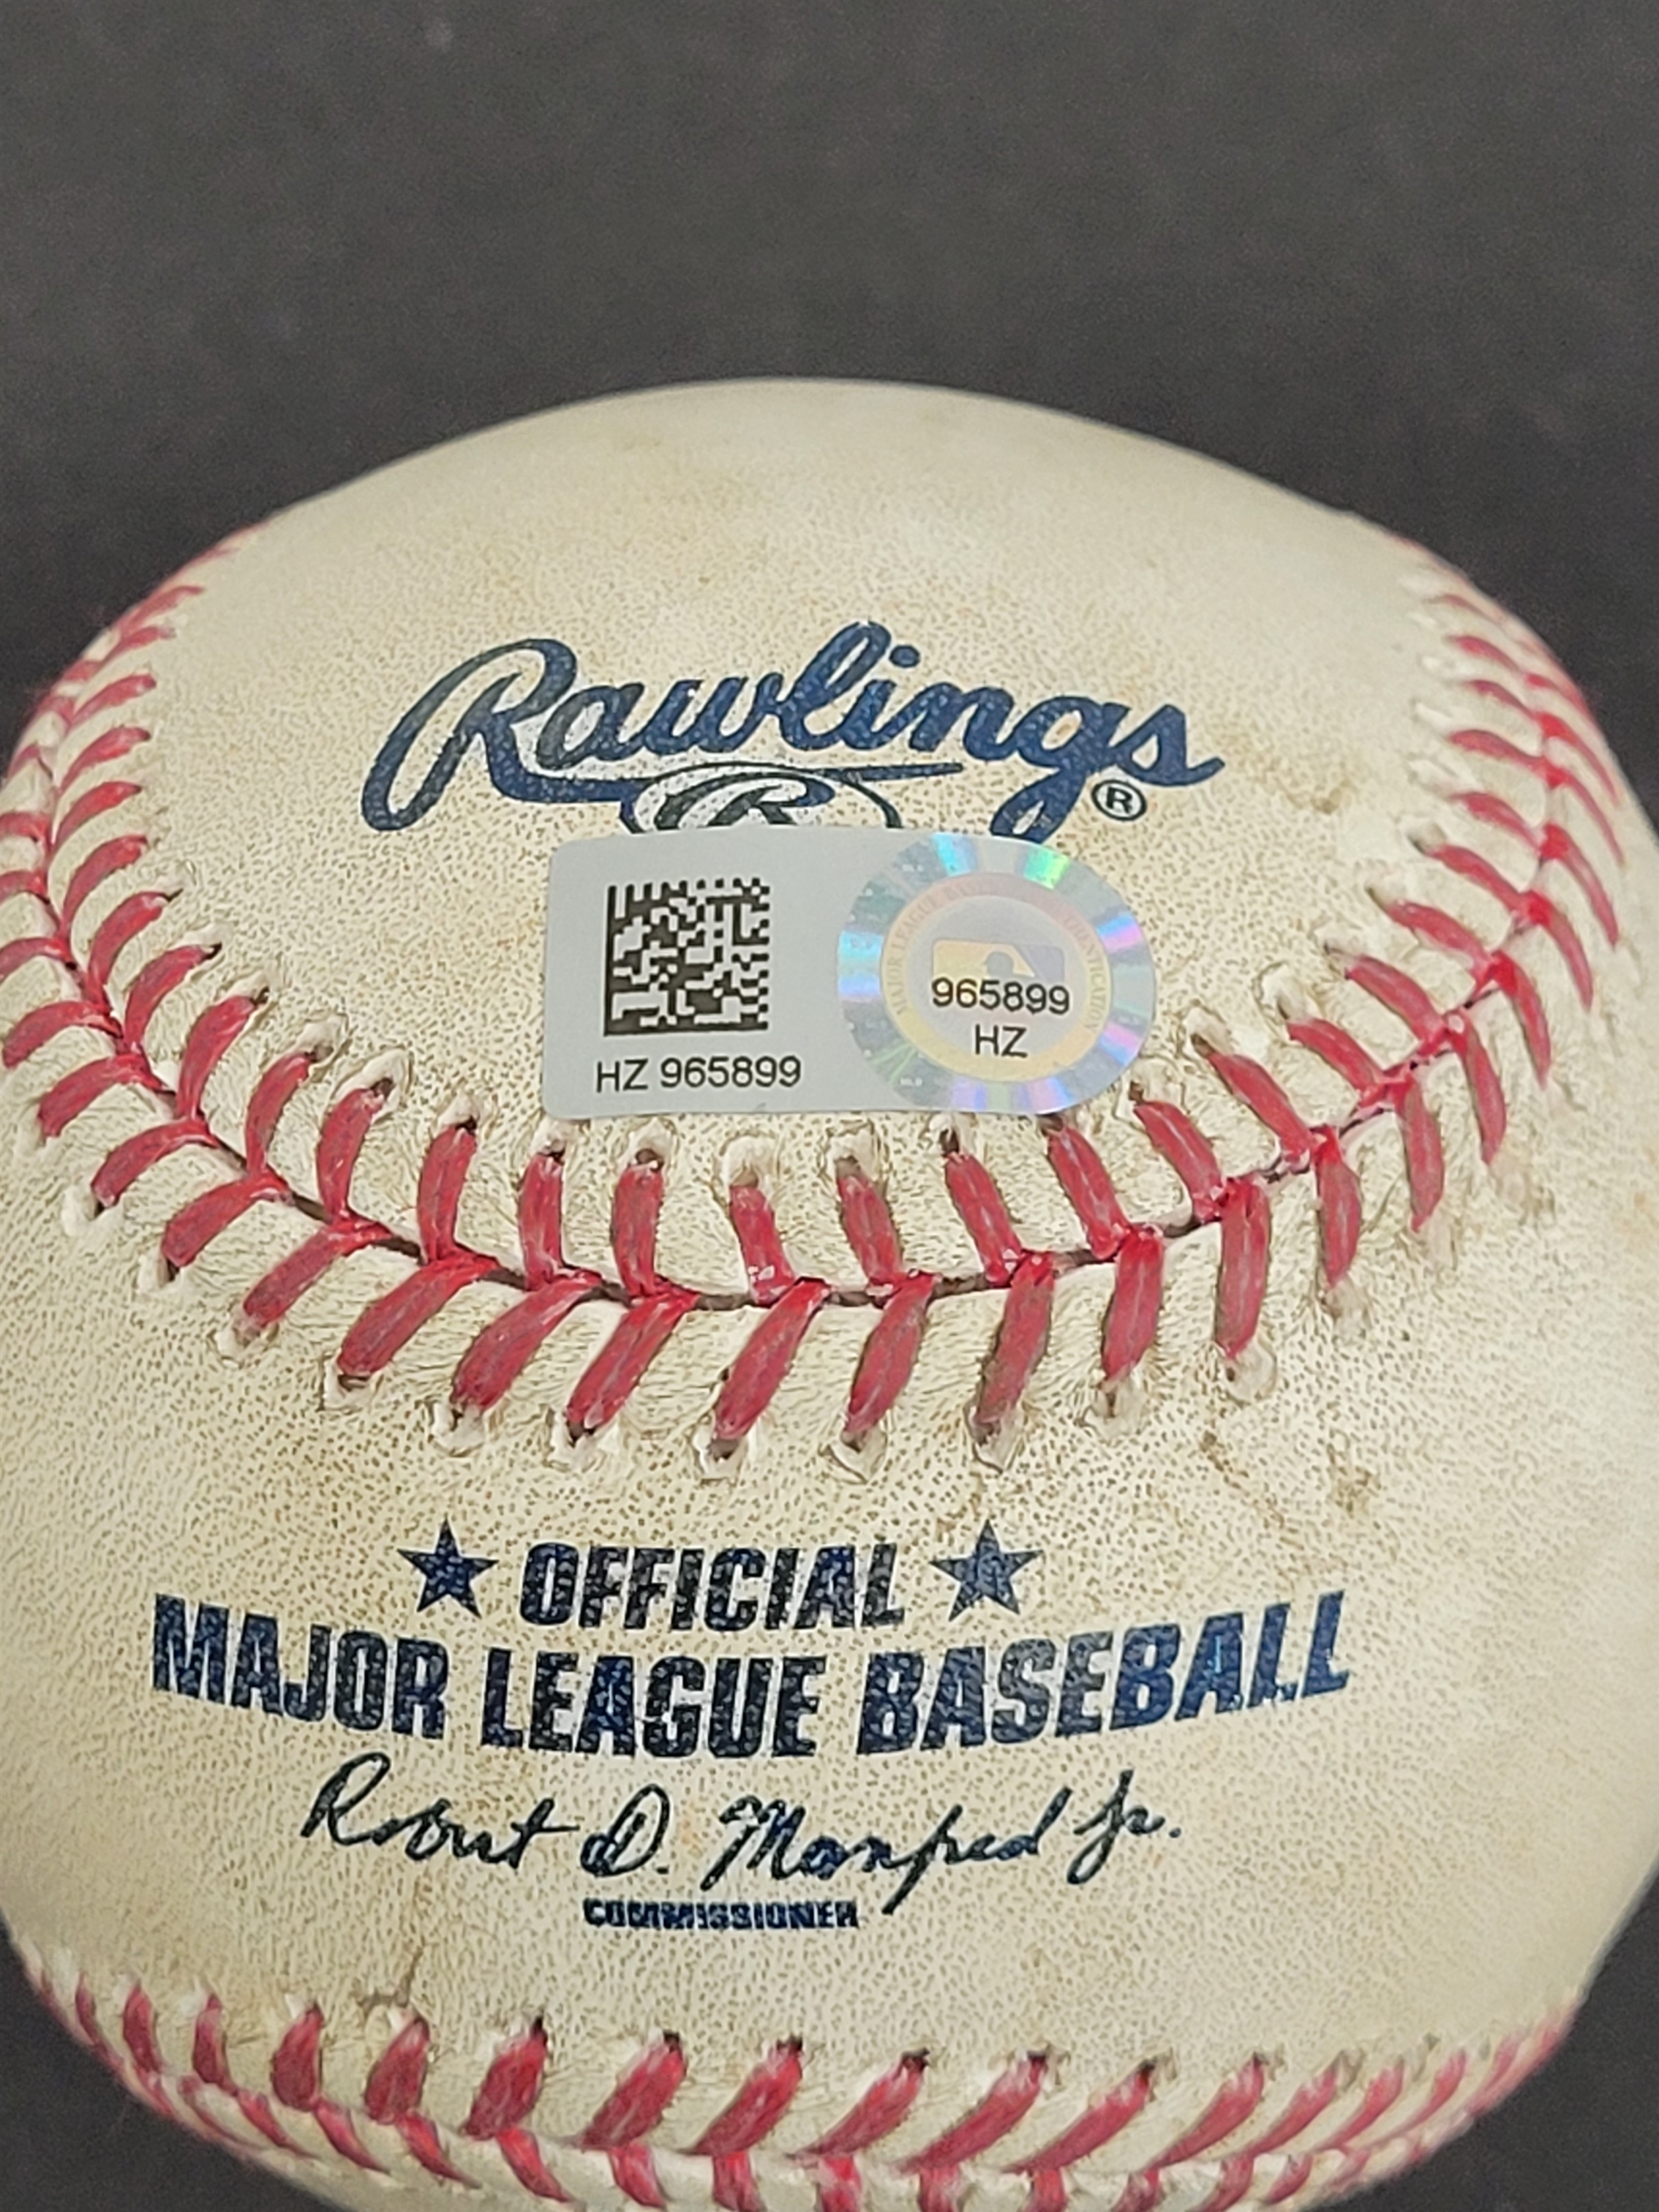 Rawlings®
R
965899
HZ
HZ 965899
★ OFFICIAL ★
MAJOR LEAGUE BASEBALL
Robert D. Manfred Jr.
COMMISSIONER